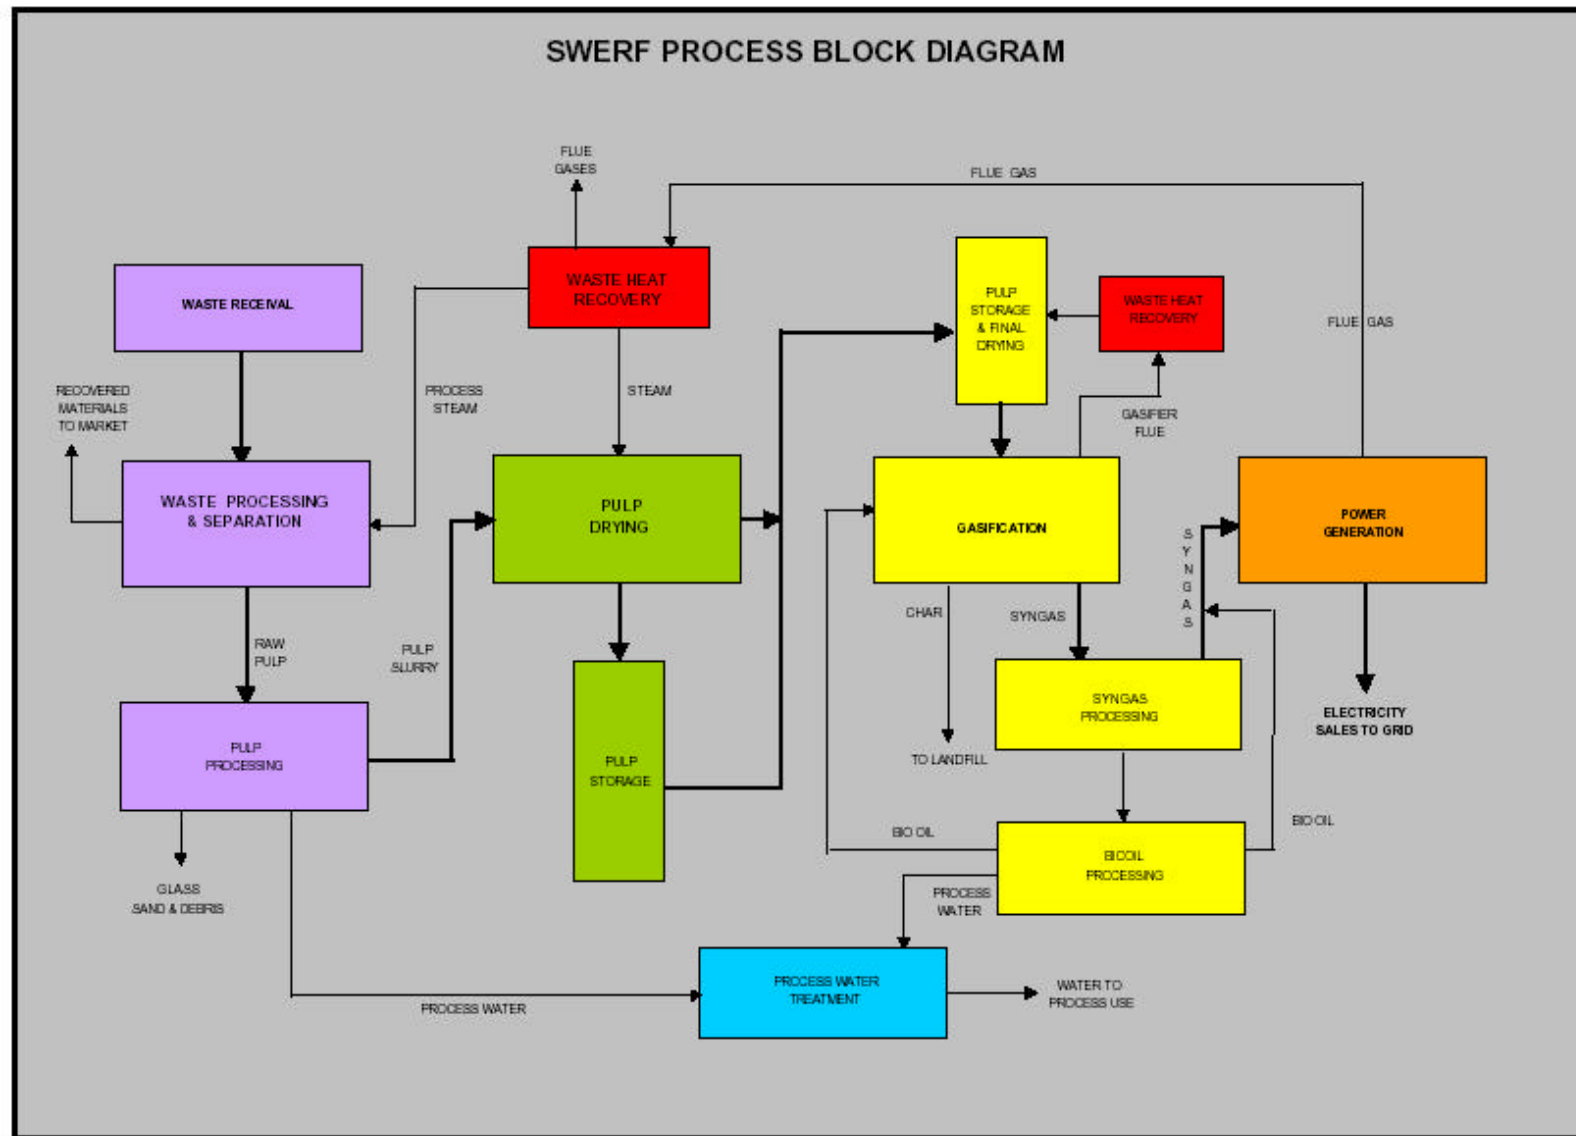 SWERF PROCESS BLOCK DIAGRAM
FLUE
GASES
FLUE GAS
WASTE RECEIVAL
WASTE HEAT
RECOVERY
PULP
STORAGE
& FINAL
DRYING
WASTE HEAT
RECOVERY
FLUE GAS
RECOVERED
MATERIALS
TO MARKET
PROCESS
STEAM
STEAM
GASIFIER
FLUE
WASTE PROCESSING
& SEPARATION
PULP
DRYING
GASIFICATION
SYNGAS
POWER
GENERATION
RAW
PULP
PULP
SLURRY
CHAR
SYNGAS
PULP
PROCESSING
PULP
STORAGE
TO LANDFILL
SYNGAS
PROCESSING
ELECTRICITY
SALES TO GRID
BIO OIL
BIOOIL
PROCESSING
BIO OIL
GLASS
SAND & DEBRIS
PROCESS
WATER
PROCESS WATER
PROCESS WATER
TREATMENT
WATER TO
PROCESS USE